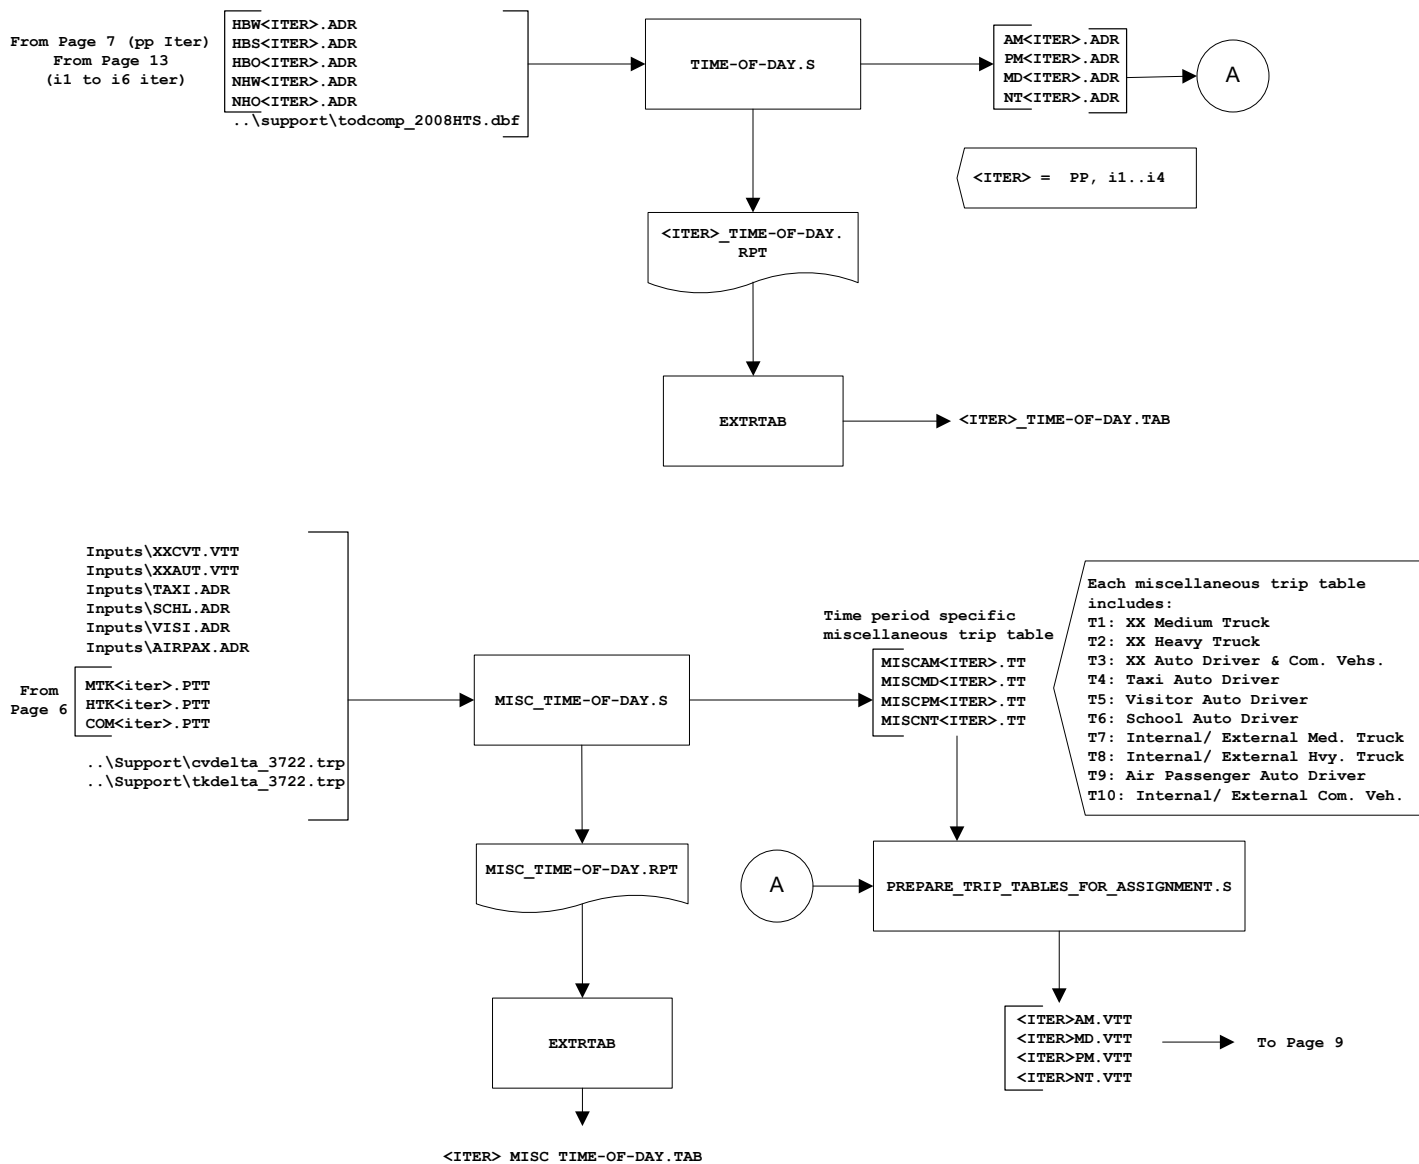 From Page 7 (pp Iter)
From Page 13
(i1 to i6 iter)
HBW<ITER>.ADR
HBS<ITER>.ADR
HBO<ITER>.ADR
NHW<ITER>.ADR
NHO<ITER>.ADR
..\support\todcomp_2008HTS.dbf
TIME-OF-DAY.S
AM<ITER>.ADR
PM<ITER>.ADR
MD<ITER>.ADR
NT<ITER>.ADR
A
<ITER> =  PP, i1..i4
<ITER>_TIME-OF-DAY.
RPT
EXTRTAB
<ITER>_TIME-OF-DAY.TAB
Inputs\XXCVT.VTT
Inputs\XXAUT.VTT
Inputs\TAXI.ADR
Inputs\SCHL.ADR
Inputs\VISI.ADR
Inputs\AIRPAX.ADR
From
Page 6
MTK<iter>.PTT
HTK<iter>.PTT
COM<iter>.PTT
..\Support\cvdelta_3722.trp
..\Support\tkdelta_3722.trp
MISC_TIME-OF-DAY.S
Time period specific
miscellaneous trip table
MISCAM<ITER>.TT
MISCMD<ITER>.TT
MISCPM<ITER>.TT
MISCNT<ITER>.TT
Each miscellaneous trip table
includes:
T1: XX Medium Truck
T2: XX Heavy Truck
T3: XX Auto Driver & Com. Vehs.
T4: Taxi Auto Driver
T5: Visitor Auto Driver
T6: School Auto Driver
T7: Internal/ External Med. Truck
T8: Internal/ External Hvy. Truck
T9: Air Passenger Auto Driver
T10: Internal/ External Com. Veh.
MISC_TIME-OF-DAY.RPT
A
PREPARE_TRIP_TABLES_FOR_ASSIGNMENT.S
EXTRTAB
<ITER>AM.VTT
<ITER>MD.VTT
<ITER>PM.VTT
<ITER>NT.VTT
To Page 9
<ITER> MISC TIME-OF-DAY.TAB